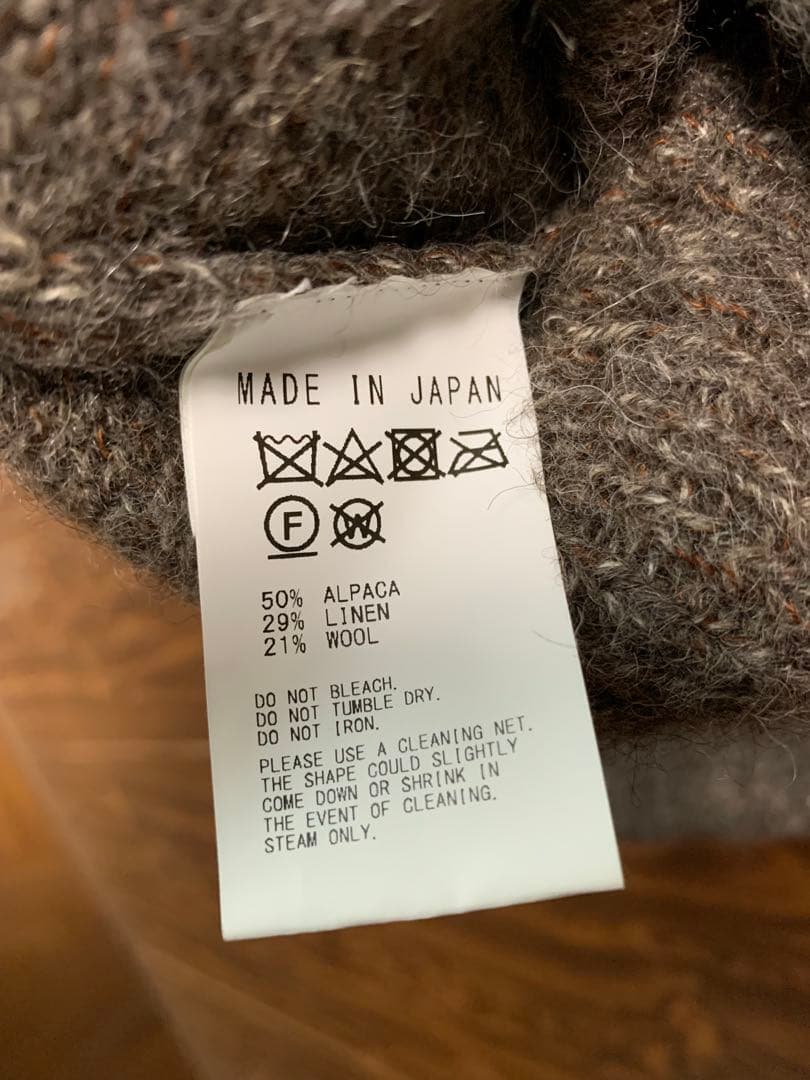 MADE IN JAPAN
F W
50% ALPACA
29% LINEN
21% WOOL
DO NOT BLEACH.
DO NOT TUMBLE DRY.
DO NOT IRON.
PLEASE USE A CLEANING NET.
THE SHAPE COULD SLIGHTLY
COME DOWN OR SHRINK IN
THE EVENT OF CLEANING.
STEAM ONLY.